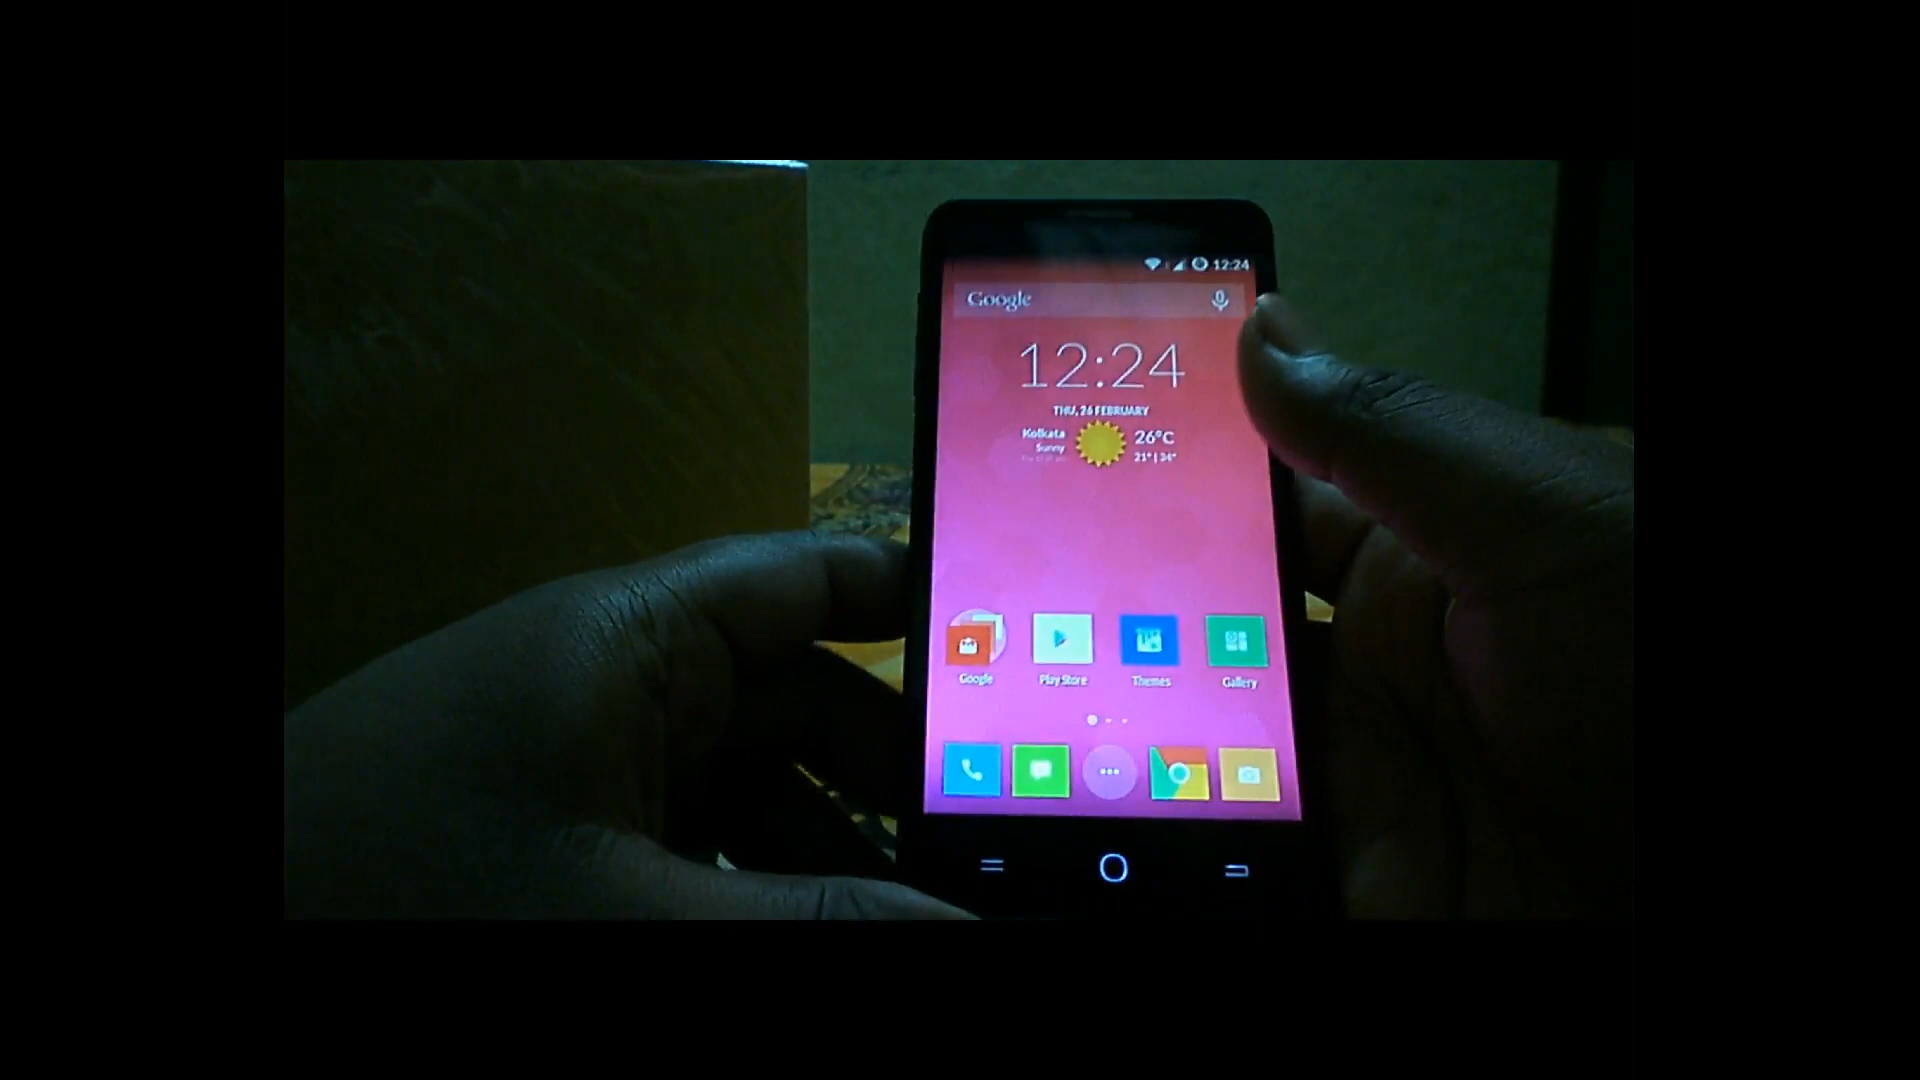 12:24
Google
12:24
THU, 26 FEBRUARY
Kolkata
Sunny
26°C
21° | 34°
Google
Play Store
Themes
Gallery